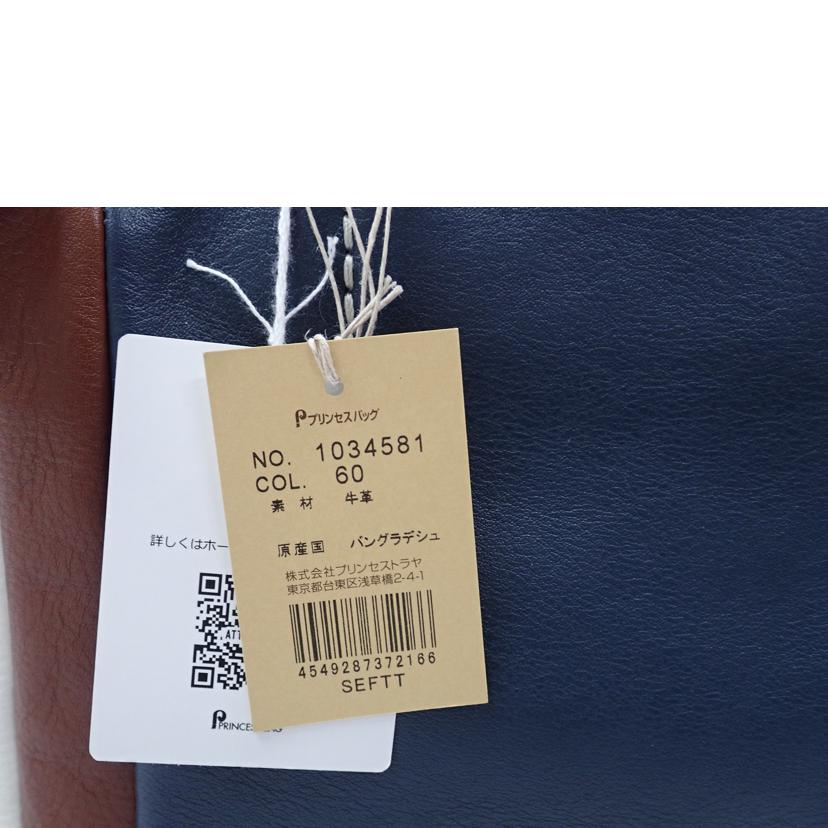 プリンセスバッグ
NO. 1034581
COL. 60
素 材 牛革
原産国 バングラデシュ
株式会社プリンセストラヤ
東京都台東区浅草橋2-4-1
4549287372166
SEFTT
詳しくはホー
.ATT